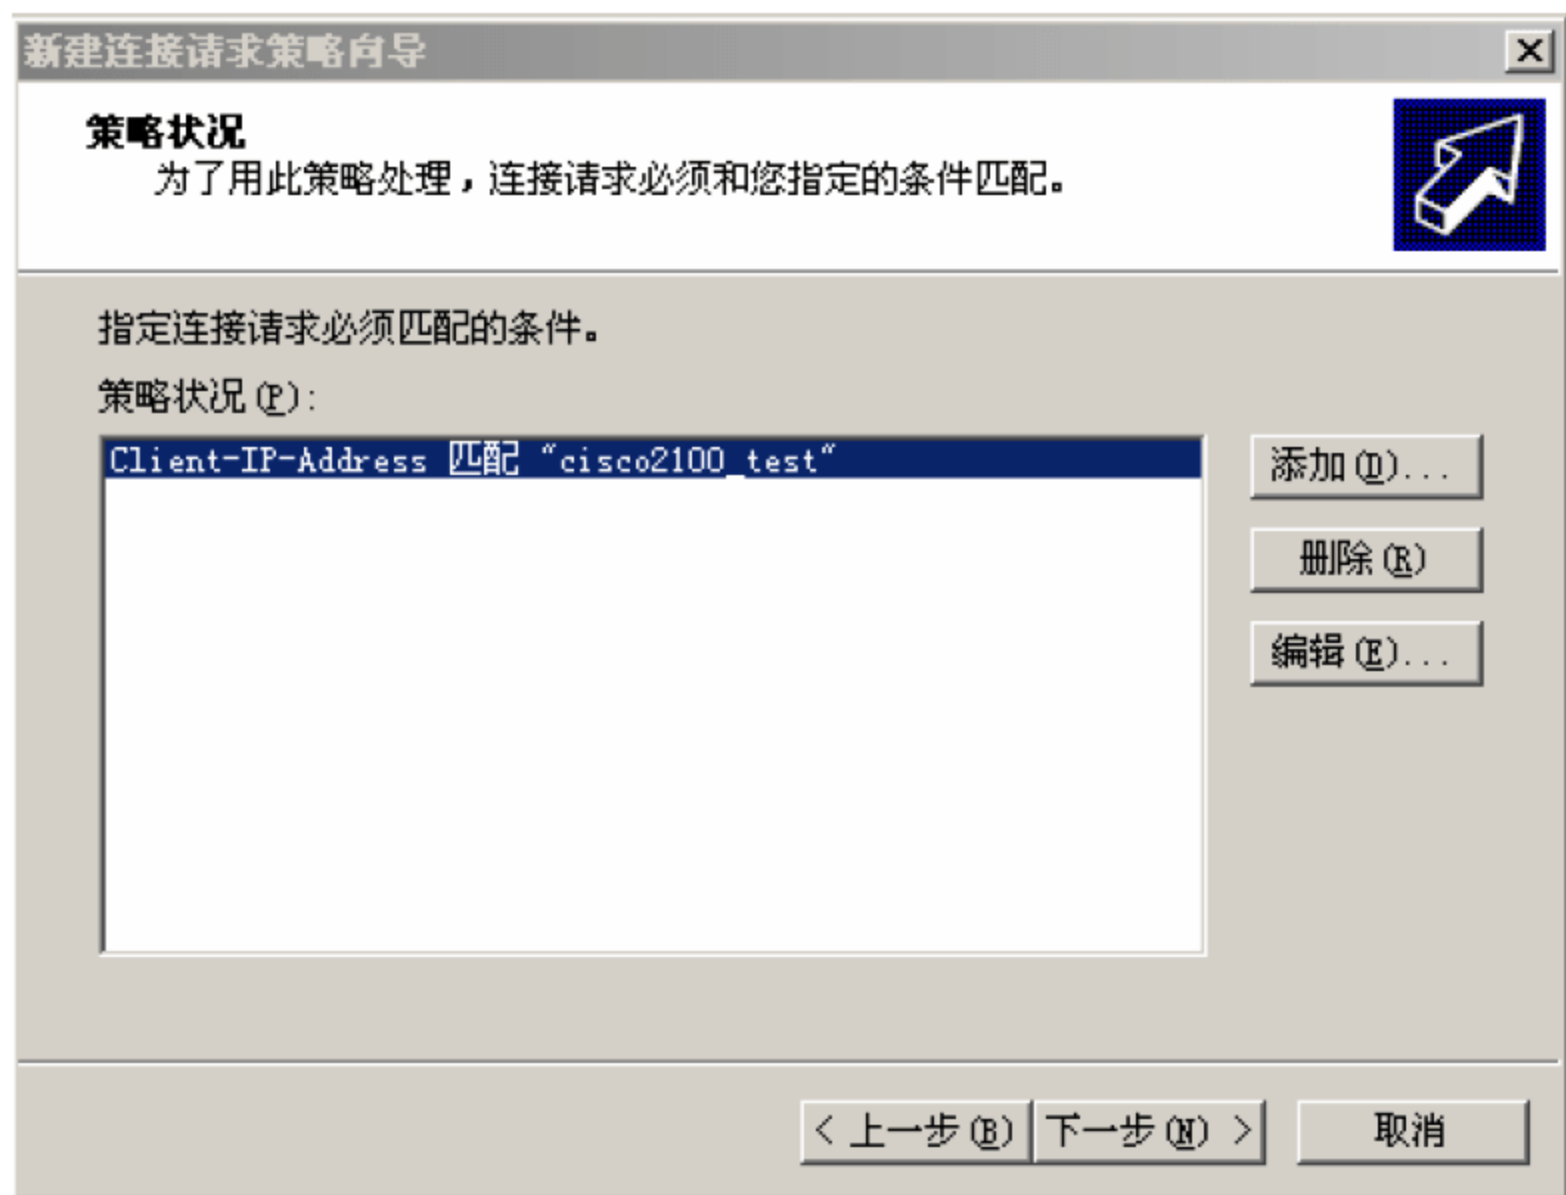 新建连接请求策略向导
策略状况
为了用此策略处理，连接请求必须和您指定的条件匹配。
指定连接请求必须匹配的条件。
策略状况(P):
Client-IP-Address 匹配 "cisco2100_test"
添加(D)...
删除(R)
编辑(E)...
< 上一步(B) 下一步(N) > 取消